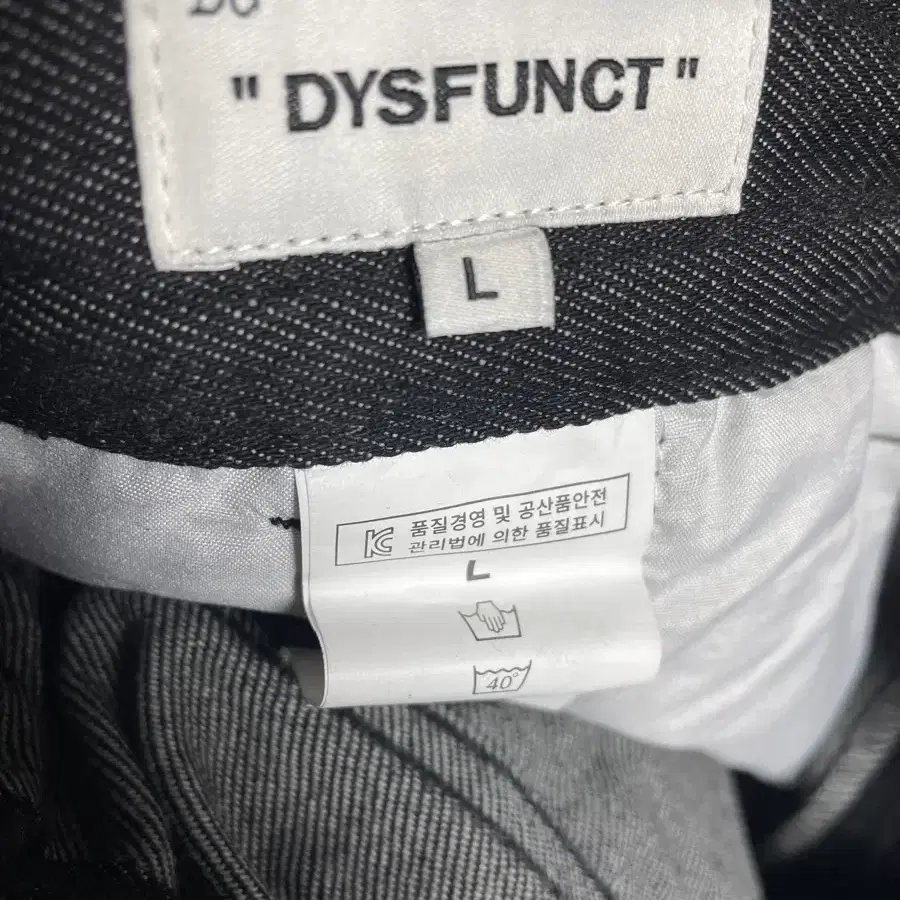 " DYSFUNCT "
L
KC 품질경영 및 공산품안전
관리법에 의한 품질표시
L
40°